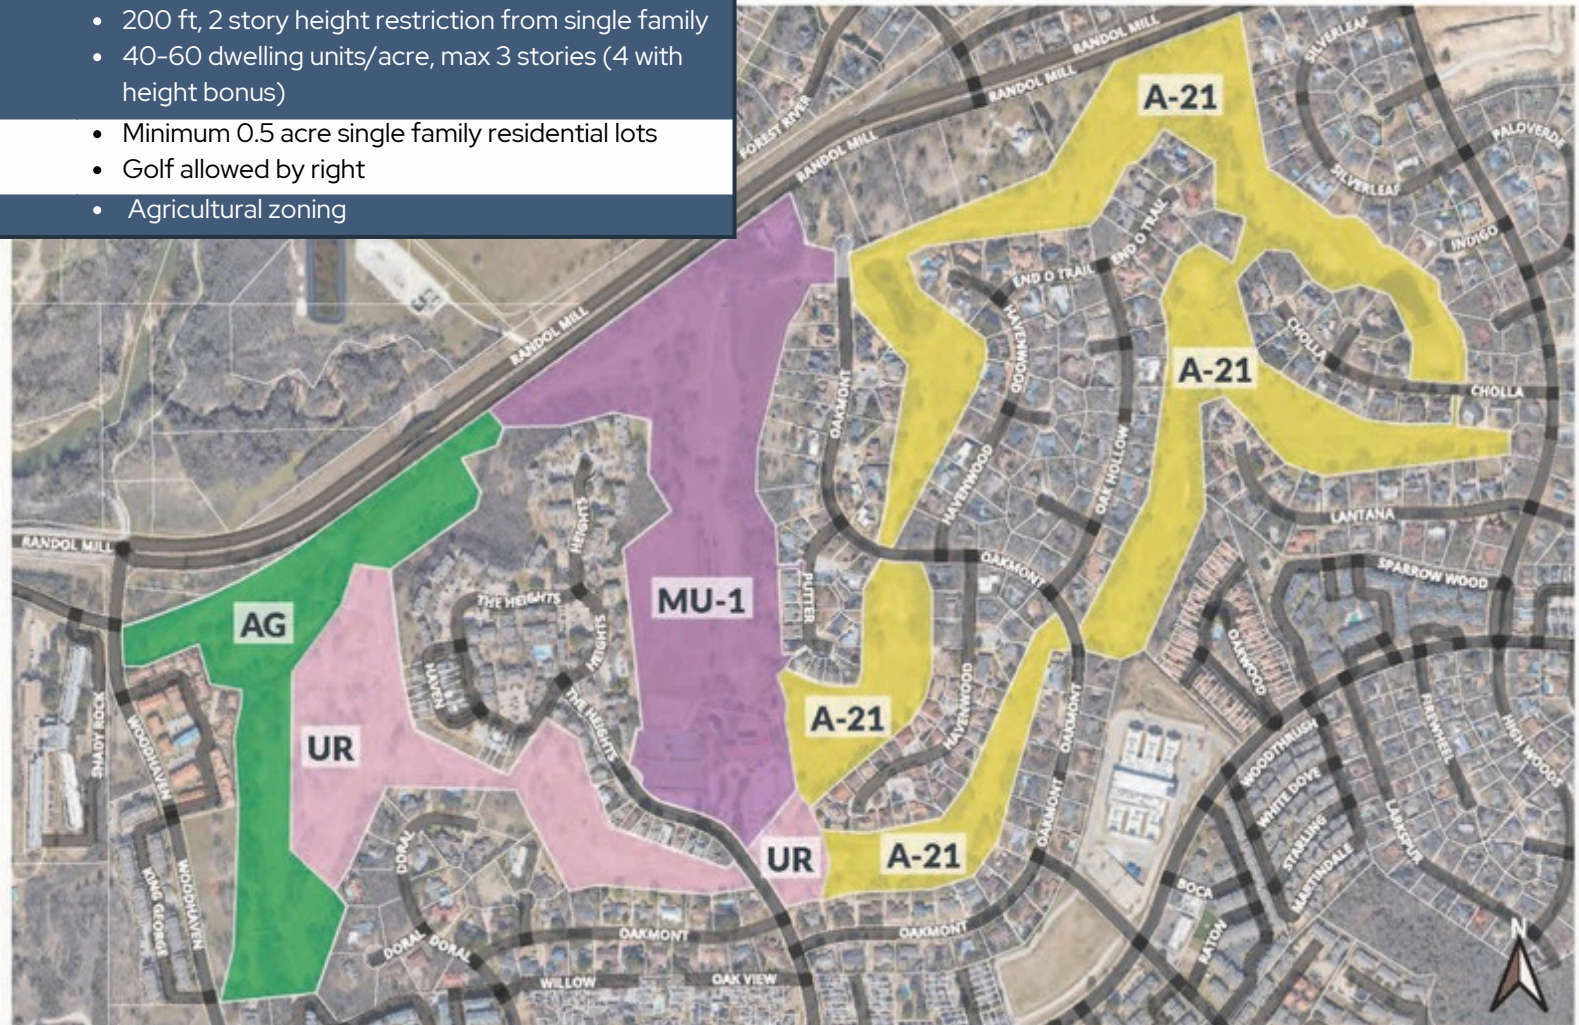 • 200 ft, 2 story height restriction from single family
• 40-60 dwelling units/acre, max 3 stories (4 with
height bonus)
• Minimum 0.5 acre single family residential lots
• Golf allowed by right
• Agricultural zoning
RANDOL MILL
RANDOL MILL
RANDOL MILL
FOREST RIVER
SILVERLEAF
A-21
PALOVERDE
SILVERLEAF
INDIGO
END O TRAIL
END O TRAIL
RANDOL MILL
HAVENWOOD
CHOLLA
A-21
OAKMONT
CHOLLA
HAVENWOOD
OAK HOLLOW
HEIGHTS
LANTANA
RANDOL MILL
OAKMONT
SPARROW WOOD
THE HEIGHTS
MU-1
PUTTER
AG
HEIGHTS
OAKWOOD
HAVEN
SHADY ROCK
WOODHAVEN
THE HEIGHTS
A-21
HAVENWOOD
OAKMONT
UR
FIREWHEEL
HIGH WOODS
WOODTHRUSH
WHITE DOVE
STARLING
MARTINDALE
LARKSPUR
DORAL
UR
A-21
OAKMONT
BOCA
KING GEORGE
WOODHAVEN
RATON
DORAL
DORAL
OAKMONT
OAKMONT
WILLOW
OAK VIEW
N